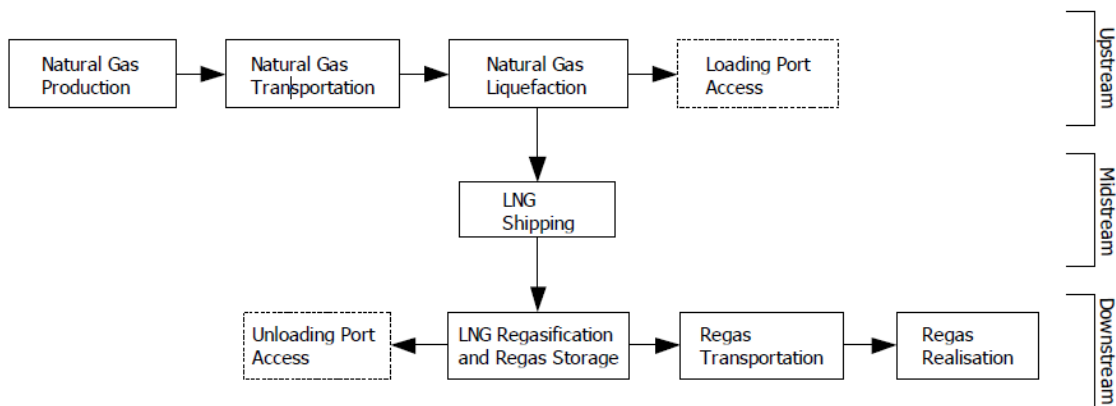 Natural Gas
Production
Natural Gas
Transportation
Natural Gas
Liquefaction
Loading Port
Access
Upstream
LNG
Shipping
Midstream
Unloading Port
Access
LNG Regasification
and Regas Storage
Regas
Transportation
Regas
Realisation
Downstream